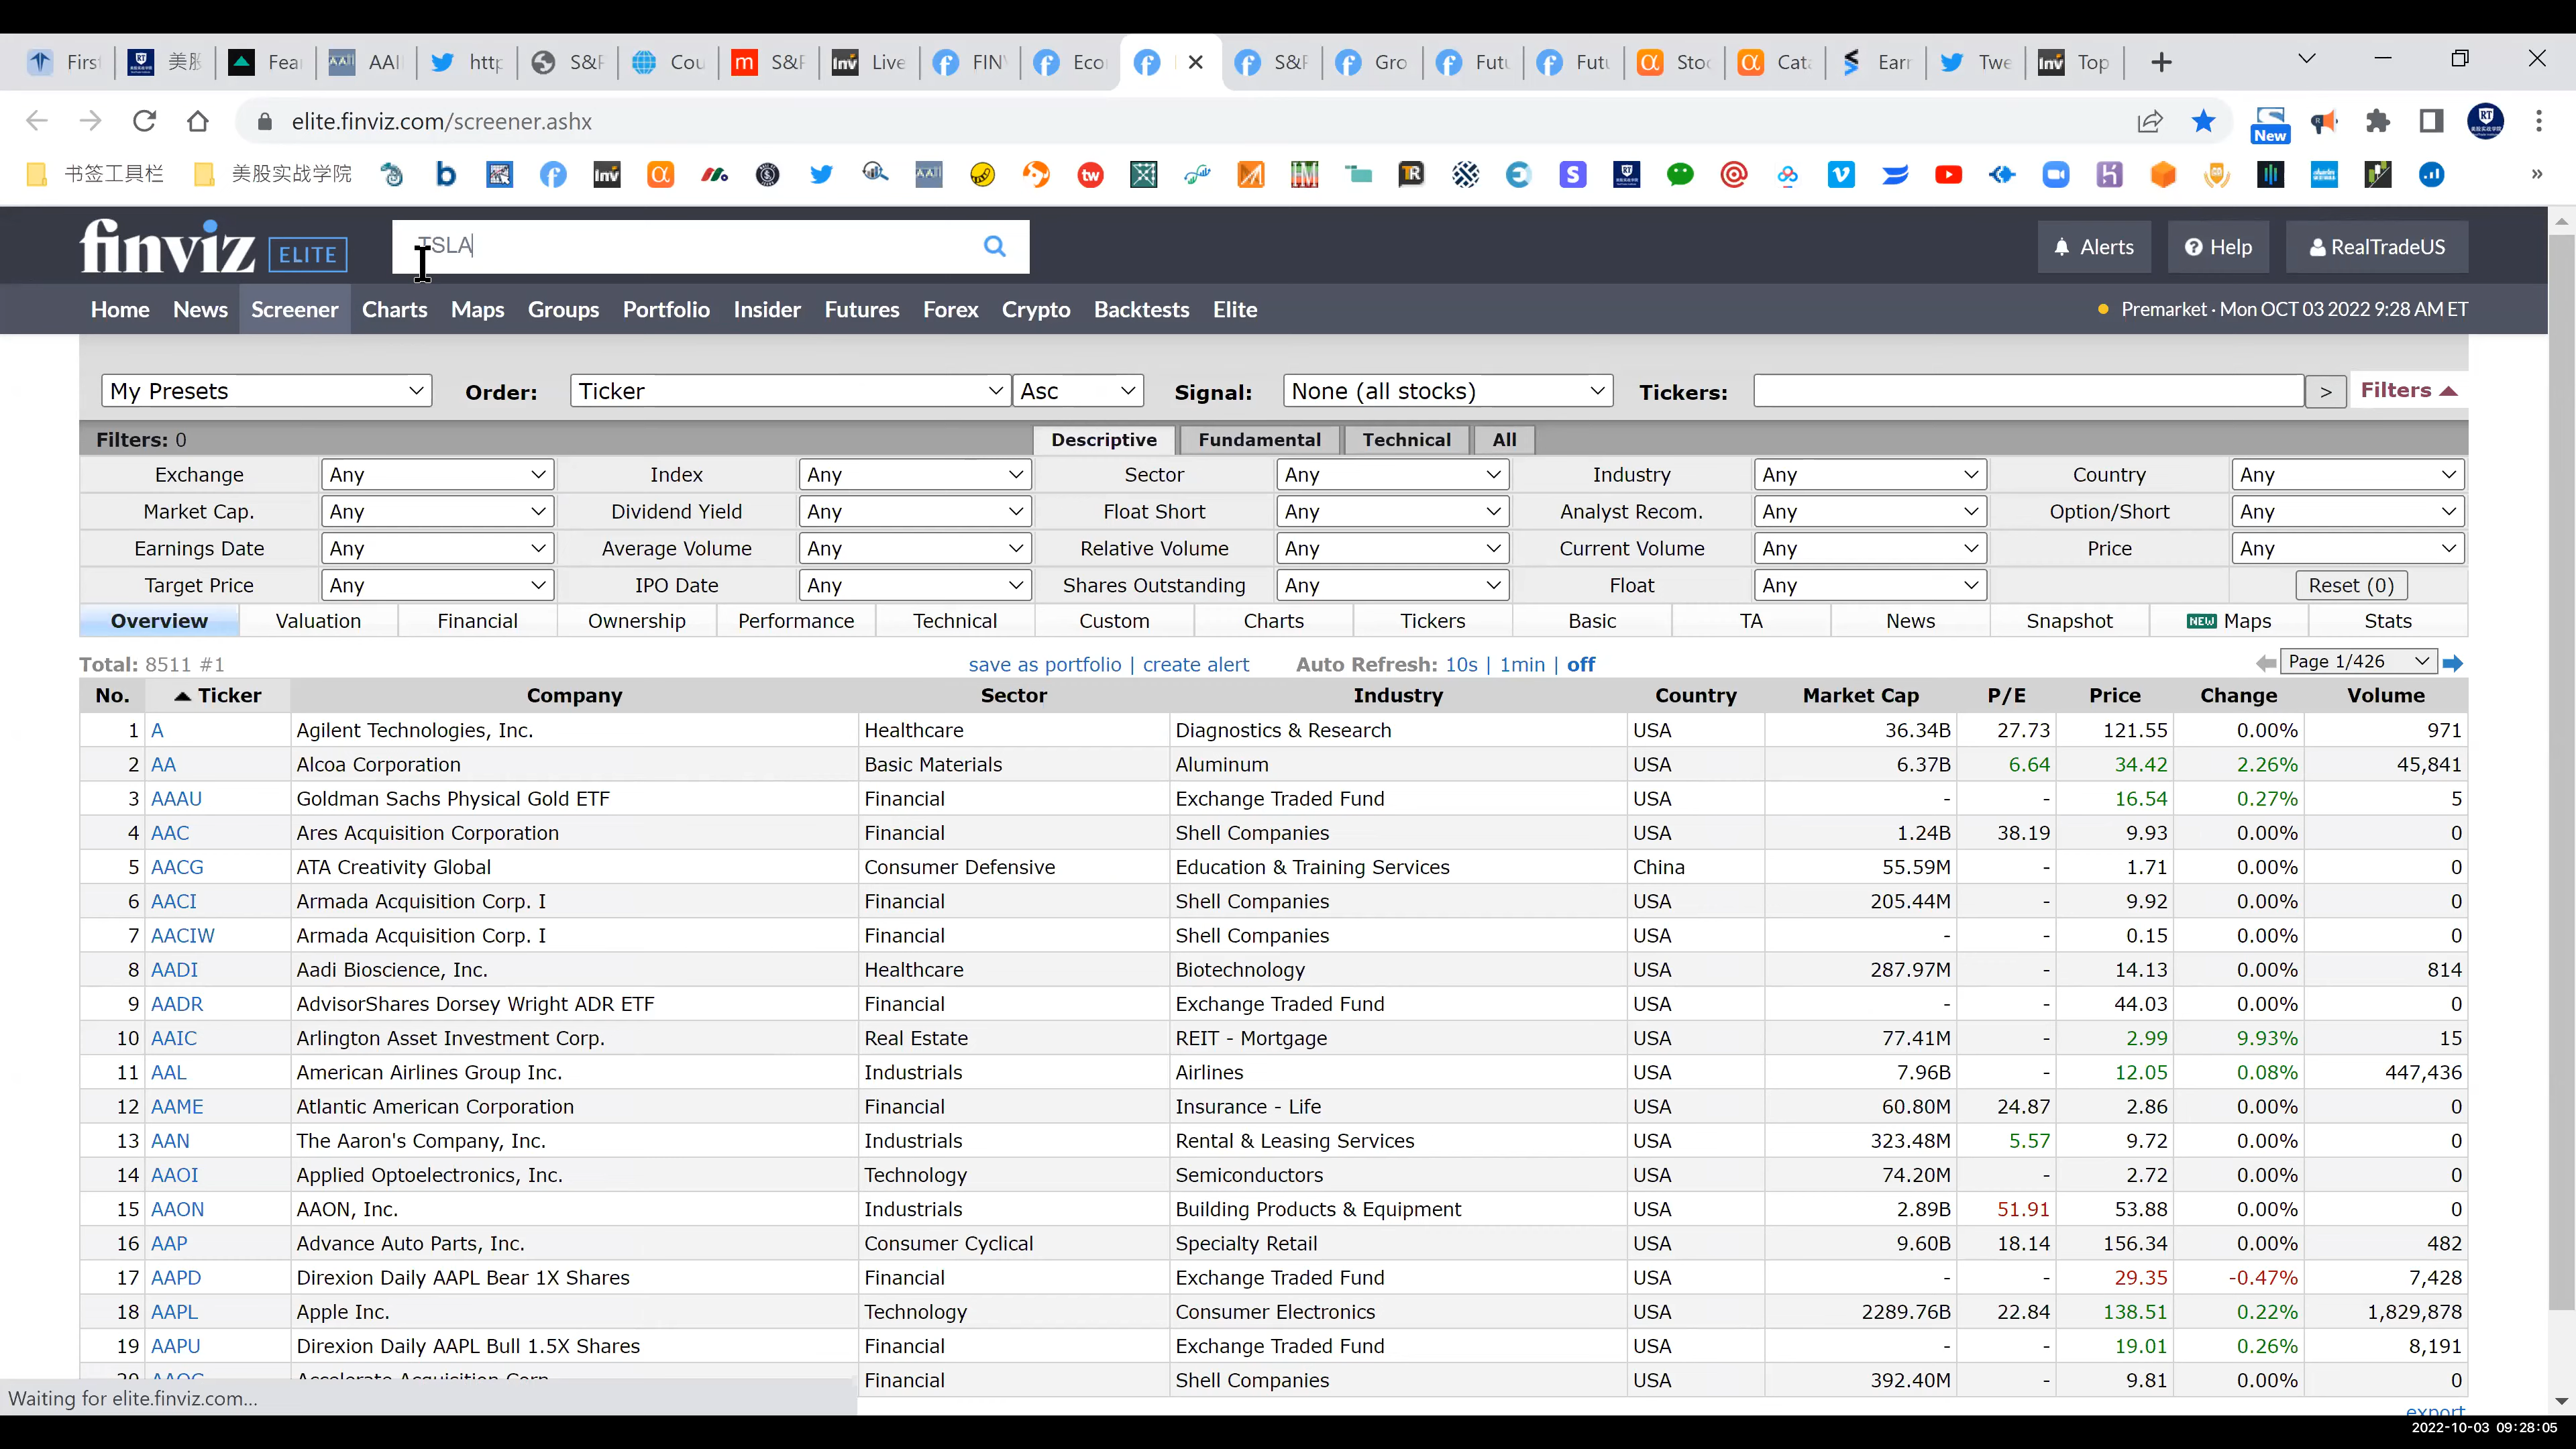 First 美股 Fear AAII http S&P Cou S&P Live FINV Eco S&P Gro Futu Futu Stoc Cata Earn Twe Top
elite.finviz.com/screener.ashx New
书签工具栏 美股实战学院
finviz ELITE TSLA Alerts Help RealTradeUS
Home News Screener Charts Maps Groups Portfolio Insider Futures Forex Crypto Backtests Elite Premarket · Mon OCT 03 2022 9:28 AM ET
My Presets Order: Ticker Asc Signal: None (all stocks) Tickers: > Filters
Filters: 0 Descriptive Fundamental Technical All
Exchange Any Index Any Sector Any Industry Any Country Any
Market Cap. Any Dividend Yield Any Float Short Any Analyst Recom. Any Option/Short Any
Earnings Date Any Average Volume Any Relative Volume Any Current Volume Any Price Any
Target Price Any IPO Date Any Shares Outstanding Any Float Any Reset (0)
Overview Valuation Financial Ownership Performance Technical Custom Charts Tickers Basic TA News Snapshot NEW Maps Stats
Total: 8511 #1 save as portfolio | create alert Auto Refresh: 10s | 1min | off Page 1/426
No. Ticker Company Sector Industry Country Market Cap P/E Price Change Volume
1 A Agilent Technologies, Inc. Healthcare Diagnostics & Research USA 36.34B 27.73 121.55 0.00% 971
2 AA Alcoa Corporation Basic Materials Aluminum USA 6.37B 6.64 34.42 2.26% 45,841
3 AAAU Goldman Sachs Physical Gold ETF Financial Exchange Traded Fund USA - - 16.54 0.27% 5
4 AAC Ares Acquisition Corporation Financial Shell Companies USA 1.24B 38.19 9.93 0.00% 0
5 AACG ATA Creativity Global Consumer Defensive Education & Training Services China 55.59M - 1.71 0.00% 0
6 AACI Armada Acquisition Corp. I Financial Shell Companies USA 205.44M - 9.92 0.00% 0
7 AACIW Armada Acquisition Corp. I Financial Shell Companies USA - - 0.15 0.00% 0
8 AADI Aadi Bioscience, Inc. Healthcare Biotechnology USA 287.97M - 14.13 0.00% 814
9 AADR AdvisorShares Dorsey Wright ADR ETF Financial Exchange Traded Fund USA - - 44.03 0.00% 0
10 AAIC Arlington Asset Investment Corp. Real Estate REIT - Mortgage USA 77.41M - 2.99 9.93% 15
11 AAL American Airlines Group Inc. Industrials Airlines USA 7.96B - 12.05 0.08% 447,436
12 AAME Atlantic American Corporation Financial Insurance - Life USA 60.80M 24.87 2.86 0.00% 0
13 AAN The Aaron's Company, Inc. Industrials Rental & Leasing Services USA 323.48M 5.57 9.72 0.00% 0
14 AAOI Applied Optoelectronics, Inc. Technology Semiconductors USA 74.20M - 2.72 0.00% 0
15 AAON AAON, Inc. Industrials Building Products & Equipment USA 2.89B 51.91 53.88 0.00% 0
16 AAP Advance Auto Parts, Inc. Consumer Cyclical Specialty Retail USA 9.60B 18.14 156.34 0.00% 482
17 AAPD Direxion Daily AAPL Bear 1X Shares Financial Exchange Traded Fund USA - - 29.35 -0.47% 7,428
18 AAPL Apple Inc. Technology Consumer Electronics USA 2289.76B 22.84 138.51 0.22% 1,829,878
19 AAPU Direxion Daily AAPL Bull 1.5X Shares Financial Exchange Traded Fund USA - - 19.01 0.26% 8,191
Financial Shell Companies USA 392.40M - 9.81 0.00% 0
Waiting for elite.finviz.com...
export
2022-10-03 09:28:05